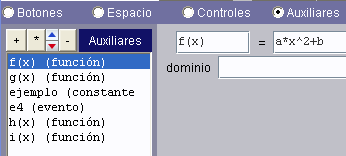 Botones Espacio Controles Auxiliares
+ * - Auxiliares f(x) = a*x^2+b
dominio
f(x) (función)
g(x) (función)
ejemplo (constante
e4 (evento)
h(x) (función)
i(x) (función)